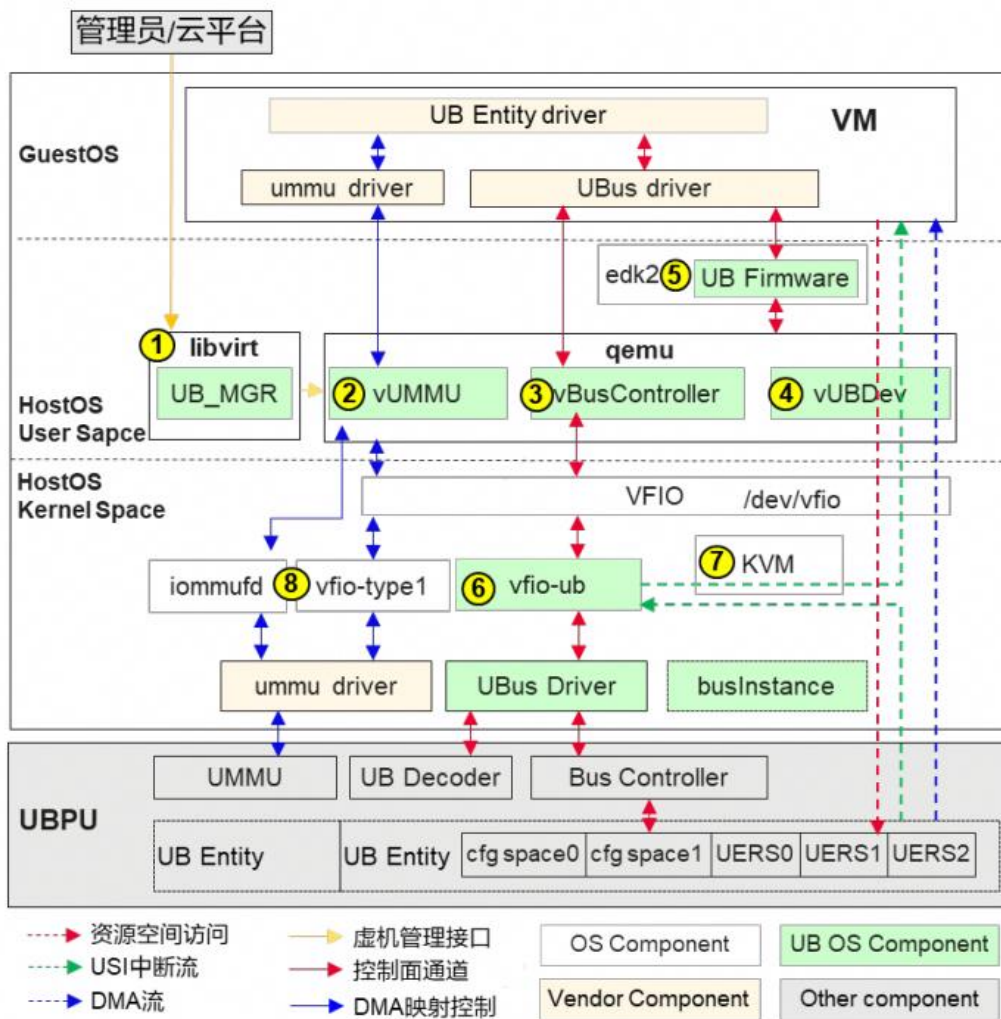 管理员/云平台
UB Entity driver
VM
GuestOS
ummu driver
UBus driver
edk2
5
UB Firmware
1
libvirt
qemu
UB_MGR
2
vUMMU
3
vBusController
4
vUBDev
HostOS
User Sapce
HostOS
Kernel Space
VFIO
/dev/vfio
iommufd
8
vfio-type1
6
vfio-ub
7
KVM
ummu driver
UBus Driver
busInstance
UMMU
UB Decoder
Bus Controller
UBPU
UB Entity
UB Entity
cfg space0
cfg space1
UERS0
UERS1
UERS2
资源空间访问
虚机管理接口
OS Component
UB OS Component
USI中断流
控制面通道
DMA流
DMA映射控制
Vendor Component
Other component